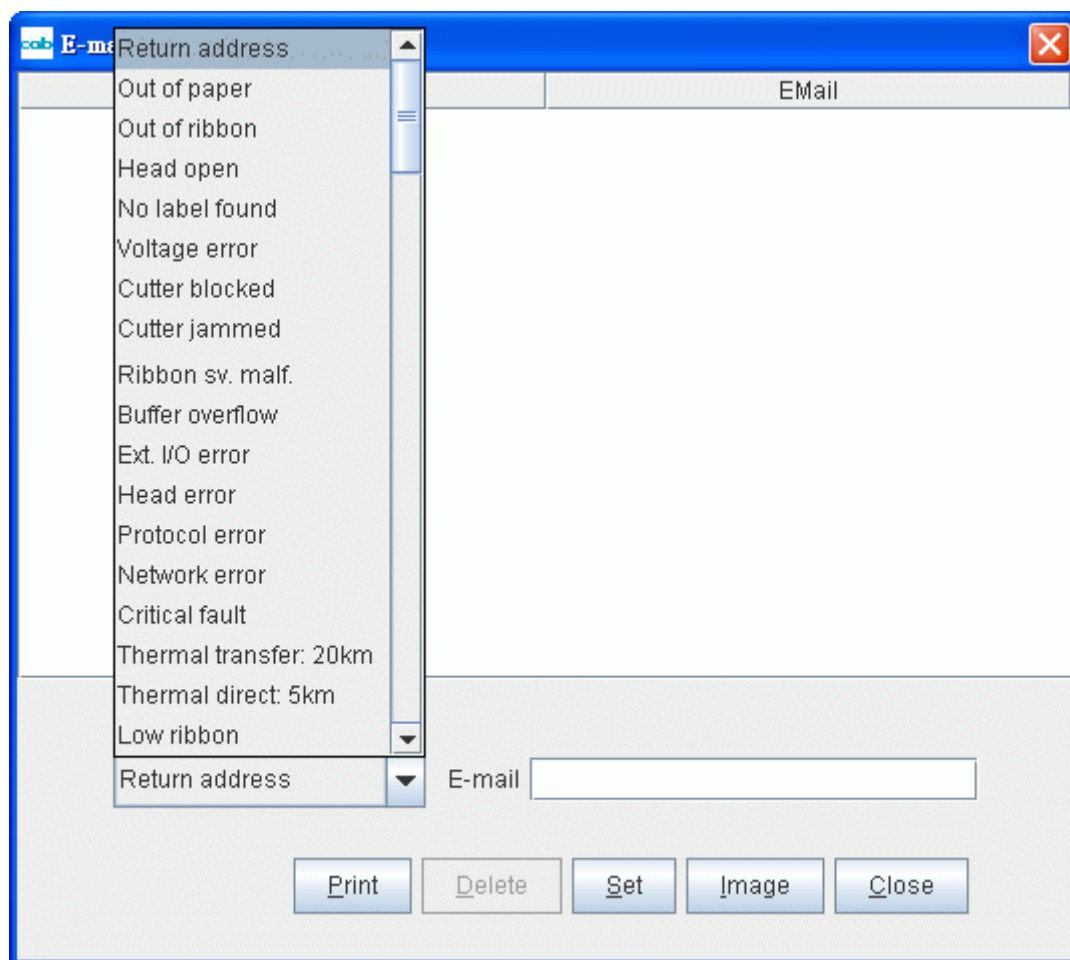 cab E-ma
EMail
Return address
Out of paper
Out of ribbon
Head open
No label found
Voltage error
Cutter blocked
Cutter jammed
Ribbon sv. malf.
Buffer overflow
Ext. I/O error
Head error
Protocol error
Network error
Critical fault
Thermal transfer: 20km
Thermal direct: 5km
Low ribbon
Return address E-mail
Print Delete Set Image Close